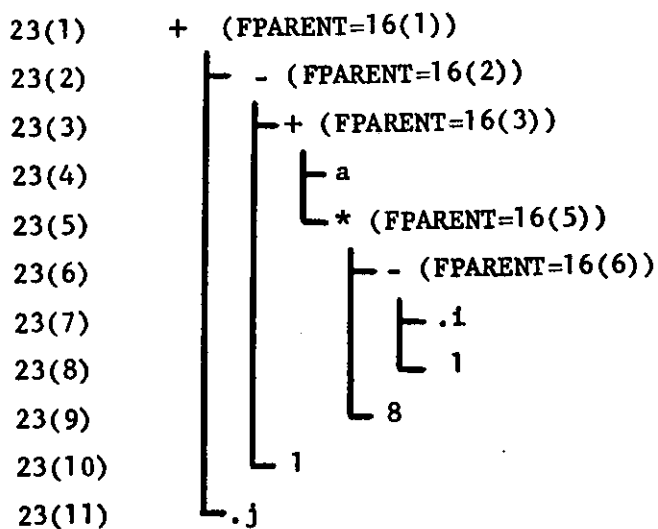 23(1) + (FPARENT=16(1))
23(2) - (FPARENT=16(2))
23(3) + (FPARENT=16(3))
23(4) a
23(5) * (FPARENT=16(5))
23(6) - (FPARENT=16(6))
23(7) .i
23(8) 1
23(9) 8
23(10) 1
23(11) .j